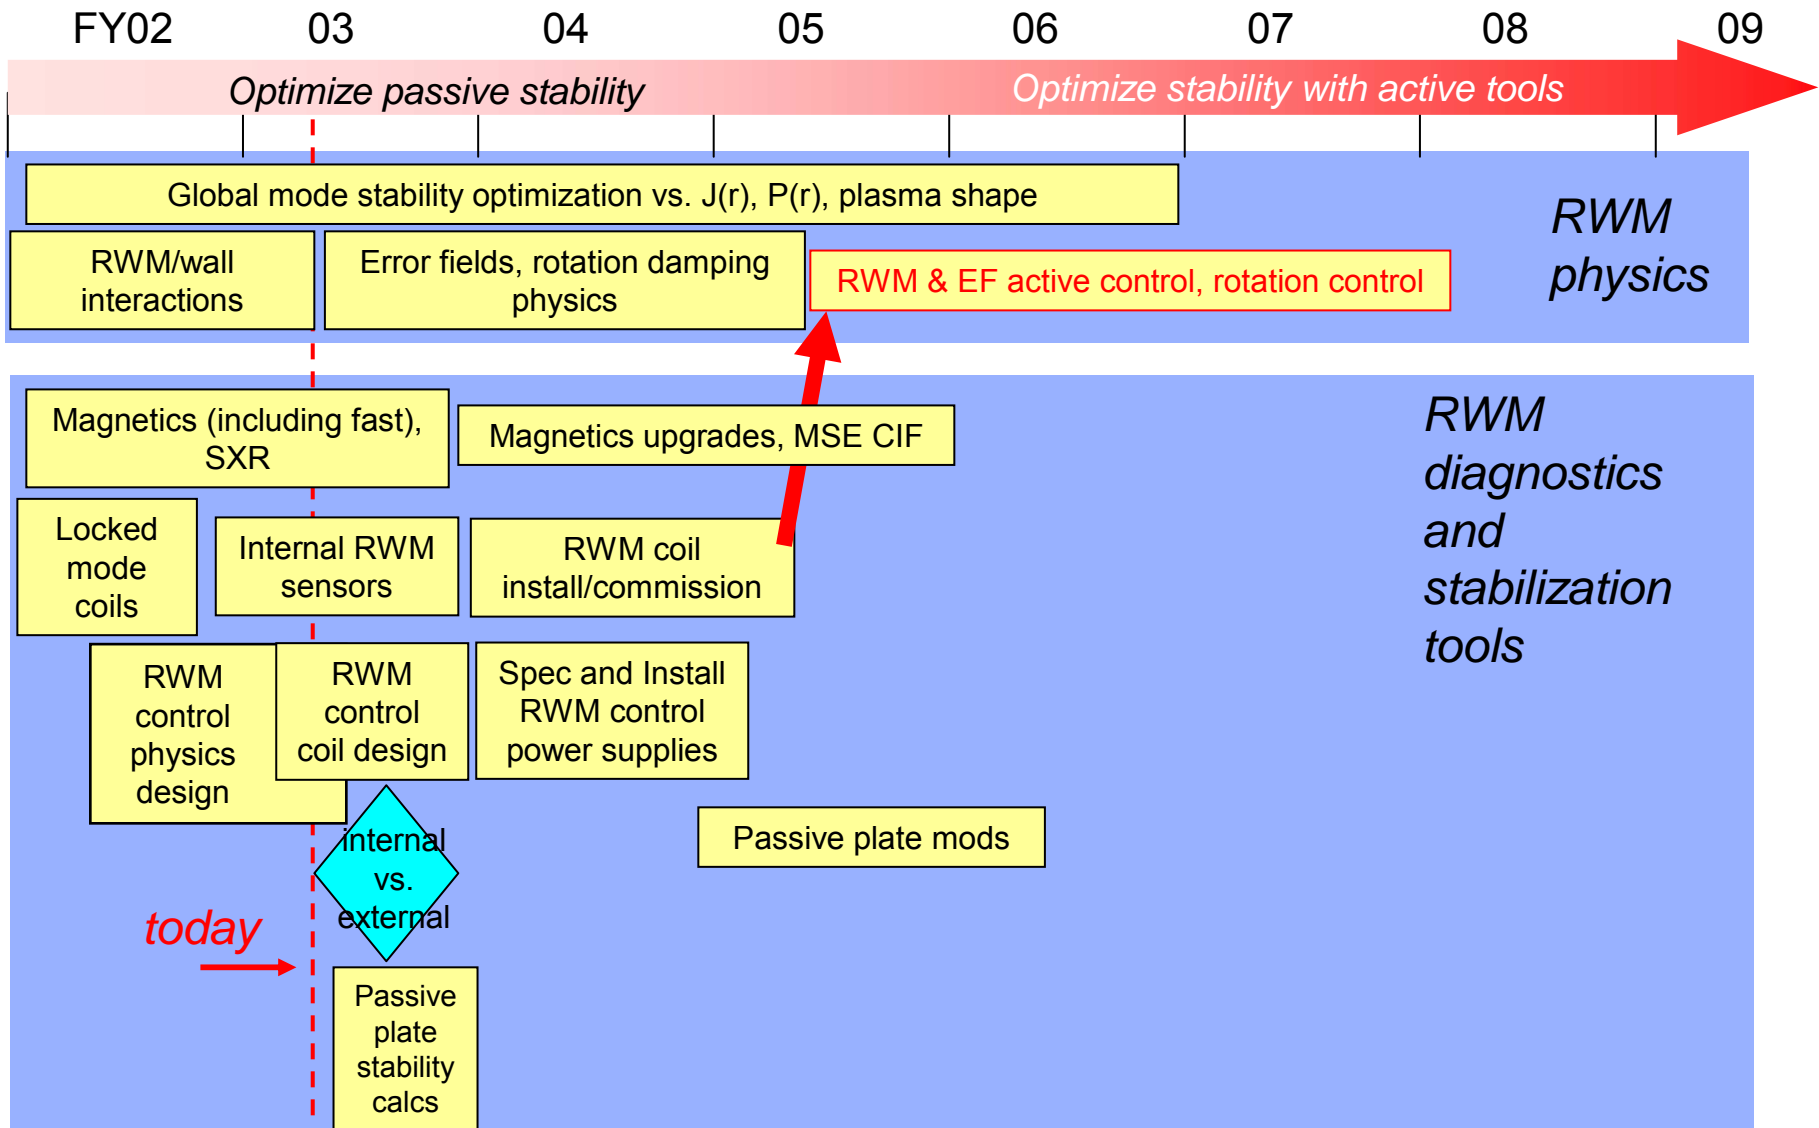 FY02 03 04 05 06 07 08 09
Optimize passive stability
Optimize stability with active tools
Global mode stability optimization vs. J(r), P(r), plasma shape
RWM
physics
RWM/wall
interactions
Error fields, rotation damping
physics
RWM & EF active control, rotation control
Magnetics (including fast),
SXR
Magnetics upgrades, MSE CIF
RWM
diagnostics
and
stabilization
tools
Locked
mode
coils
Internal RWM
sensors
RWM coil
install/commission
RWM
control
physics
design
RWM
control
coil design
Spec and Install
RWM control
power supplies
internal
vs.
external
Passive plate mods
today
Passive
plate
stability
calcs